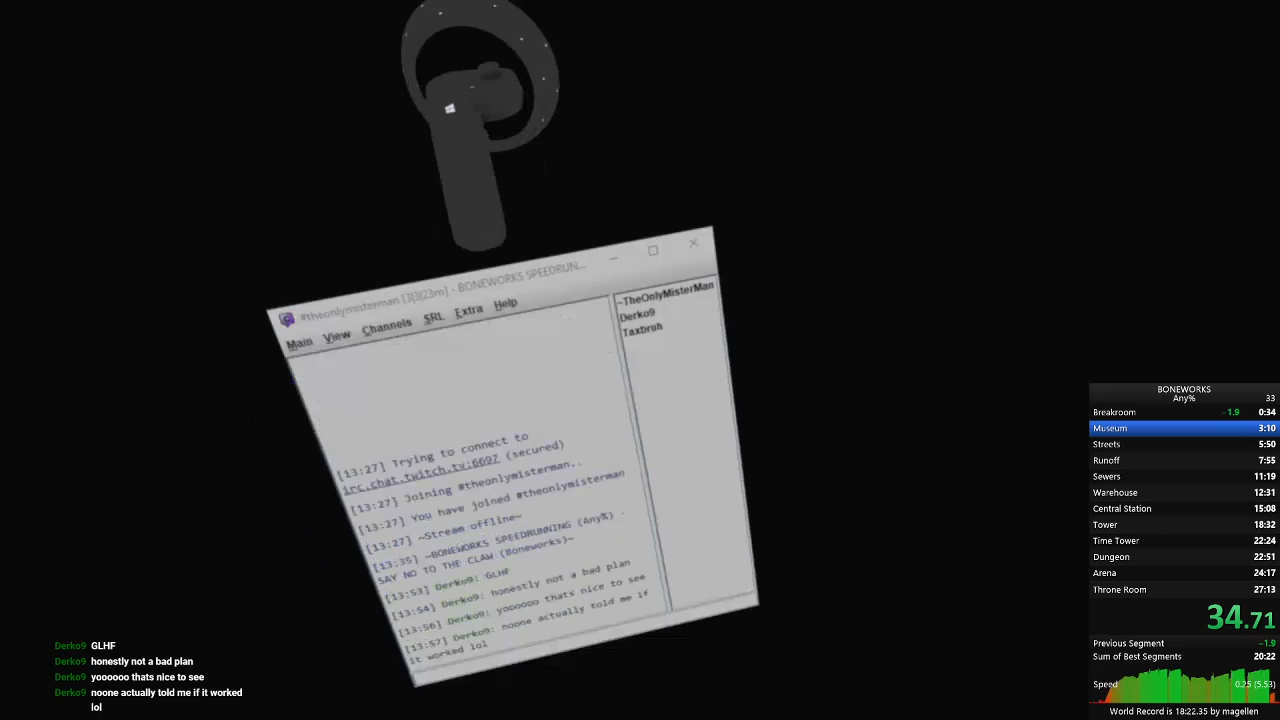 #theonlymisterman [3|3|23m] - BONEWORKS SPEEDRUN...
Main View Channels SRL Extra Help
~TheOnlyMisterMan
Derko9
Taxbruh
[13:27] Trying to connect to
irc.chat.twitch.tv:6697 (secured)
[13:27] Joining #theonlymisterman..
[13:27] You have joined #theonlymisterman
[13:27] ~Stream offline~
[13:35] ~BONEWORKS SPEEDRUNNING (Any%) -
SAY NO TO THE CLAW (Boneworks)~
[13:53] Derko9: GLHF
[13:54] Derko9: honestly not a bad plan
[13:56] Derko9: yoooooo thats nice to see
[13:57] Derko9: noone actually told me if
it worked lol
Derko9 GLHF
Derko9 honestly not a bad plan
Derko9 yoooooo thats nice to see
Derko9 noone actually told me if it worked
lol
BONEWORKS
Any% 33
Breakroom −1.9 0:34
Museum 3:10
Streets 5:50
Runoff 7:55
Sewers 11:19
Warehouse 12:31
Central Station 15:08
Tower 18:32
Time Tower 22:24
Dungeon 22:51
Arena 24:17
Throne Room 27:13
34.71
Previous Segment −1.9
Sum of Best Segments 20:22
Speed 0.25 (5.53)
World Record is 18:22.35 by magellen